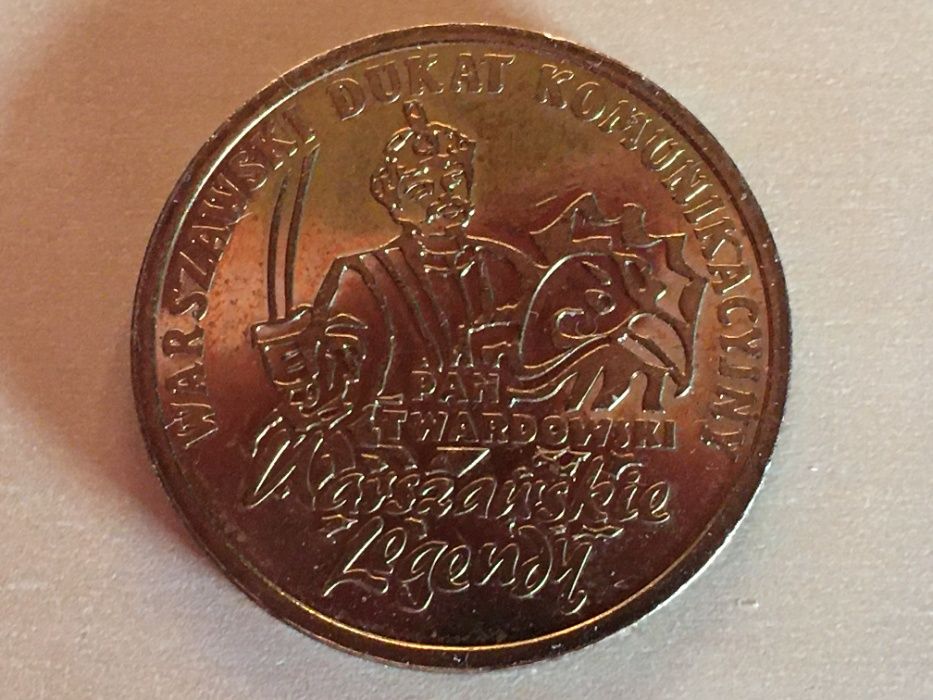 WARSZAWSKI DUKAT KOMUNIKACYJNY
PAN
TWARDOWSKI
Warszawskie
Legendy